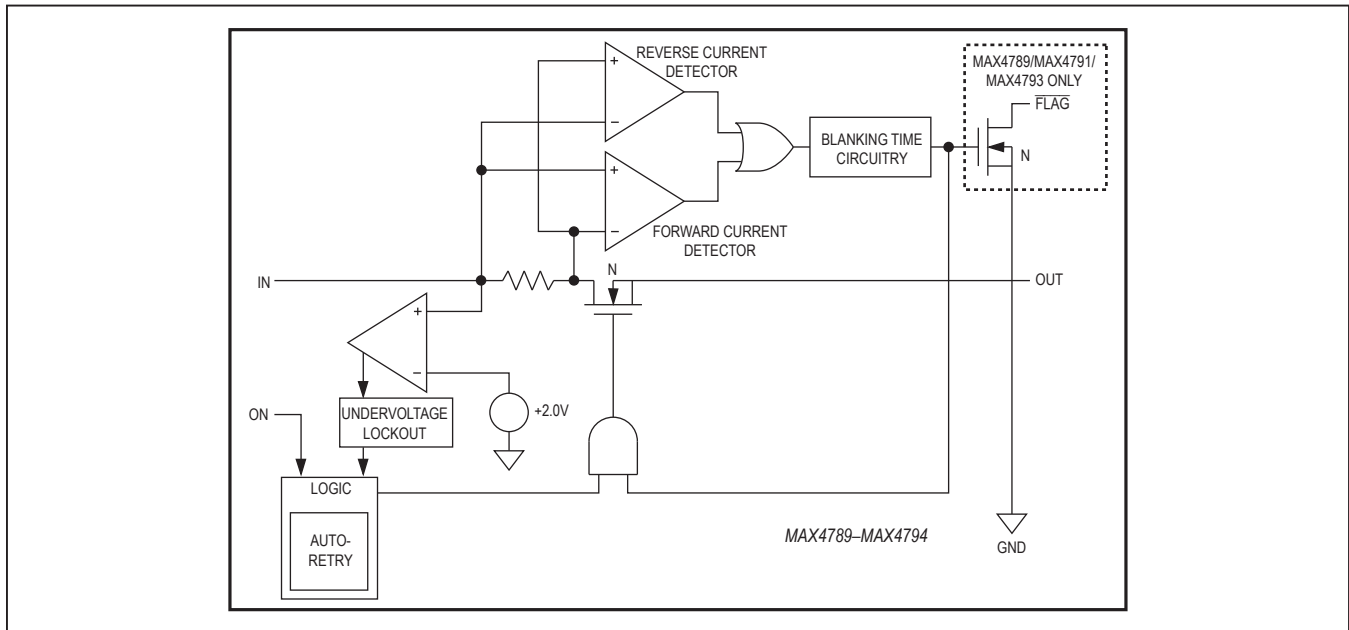 REVERSE CURRENT
DETECTOR
+
−
MAX4789/MAX4791/
MAX4793 ONLY
FLAG
N
BLANKING TIME
CIRCUITRY
+
−
FORWARD CURRENT
DETECTOR
IN
N
OUT
+
−
+2.0V
ON
UNDERVOLTAGE
LOCKOUT
LOGIC
AUTO-
RETRY
MAX4789–MAX4794
GND